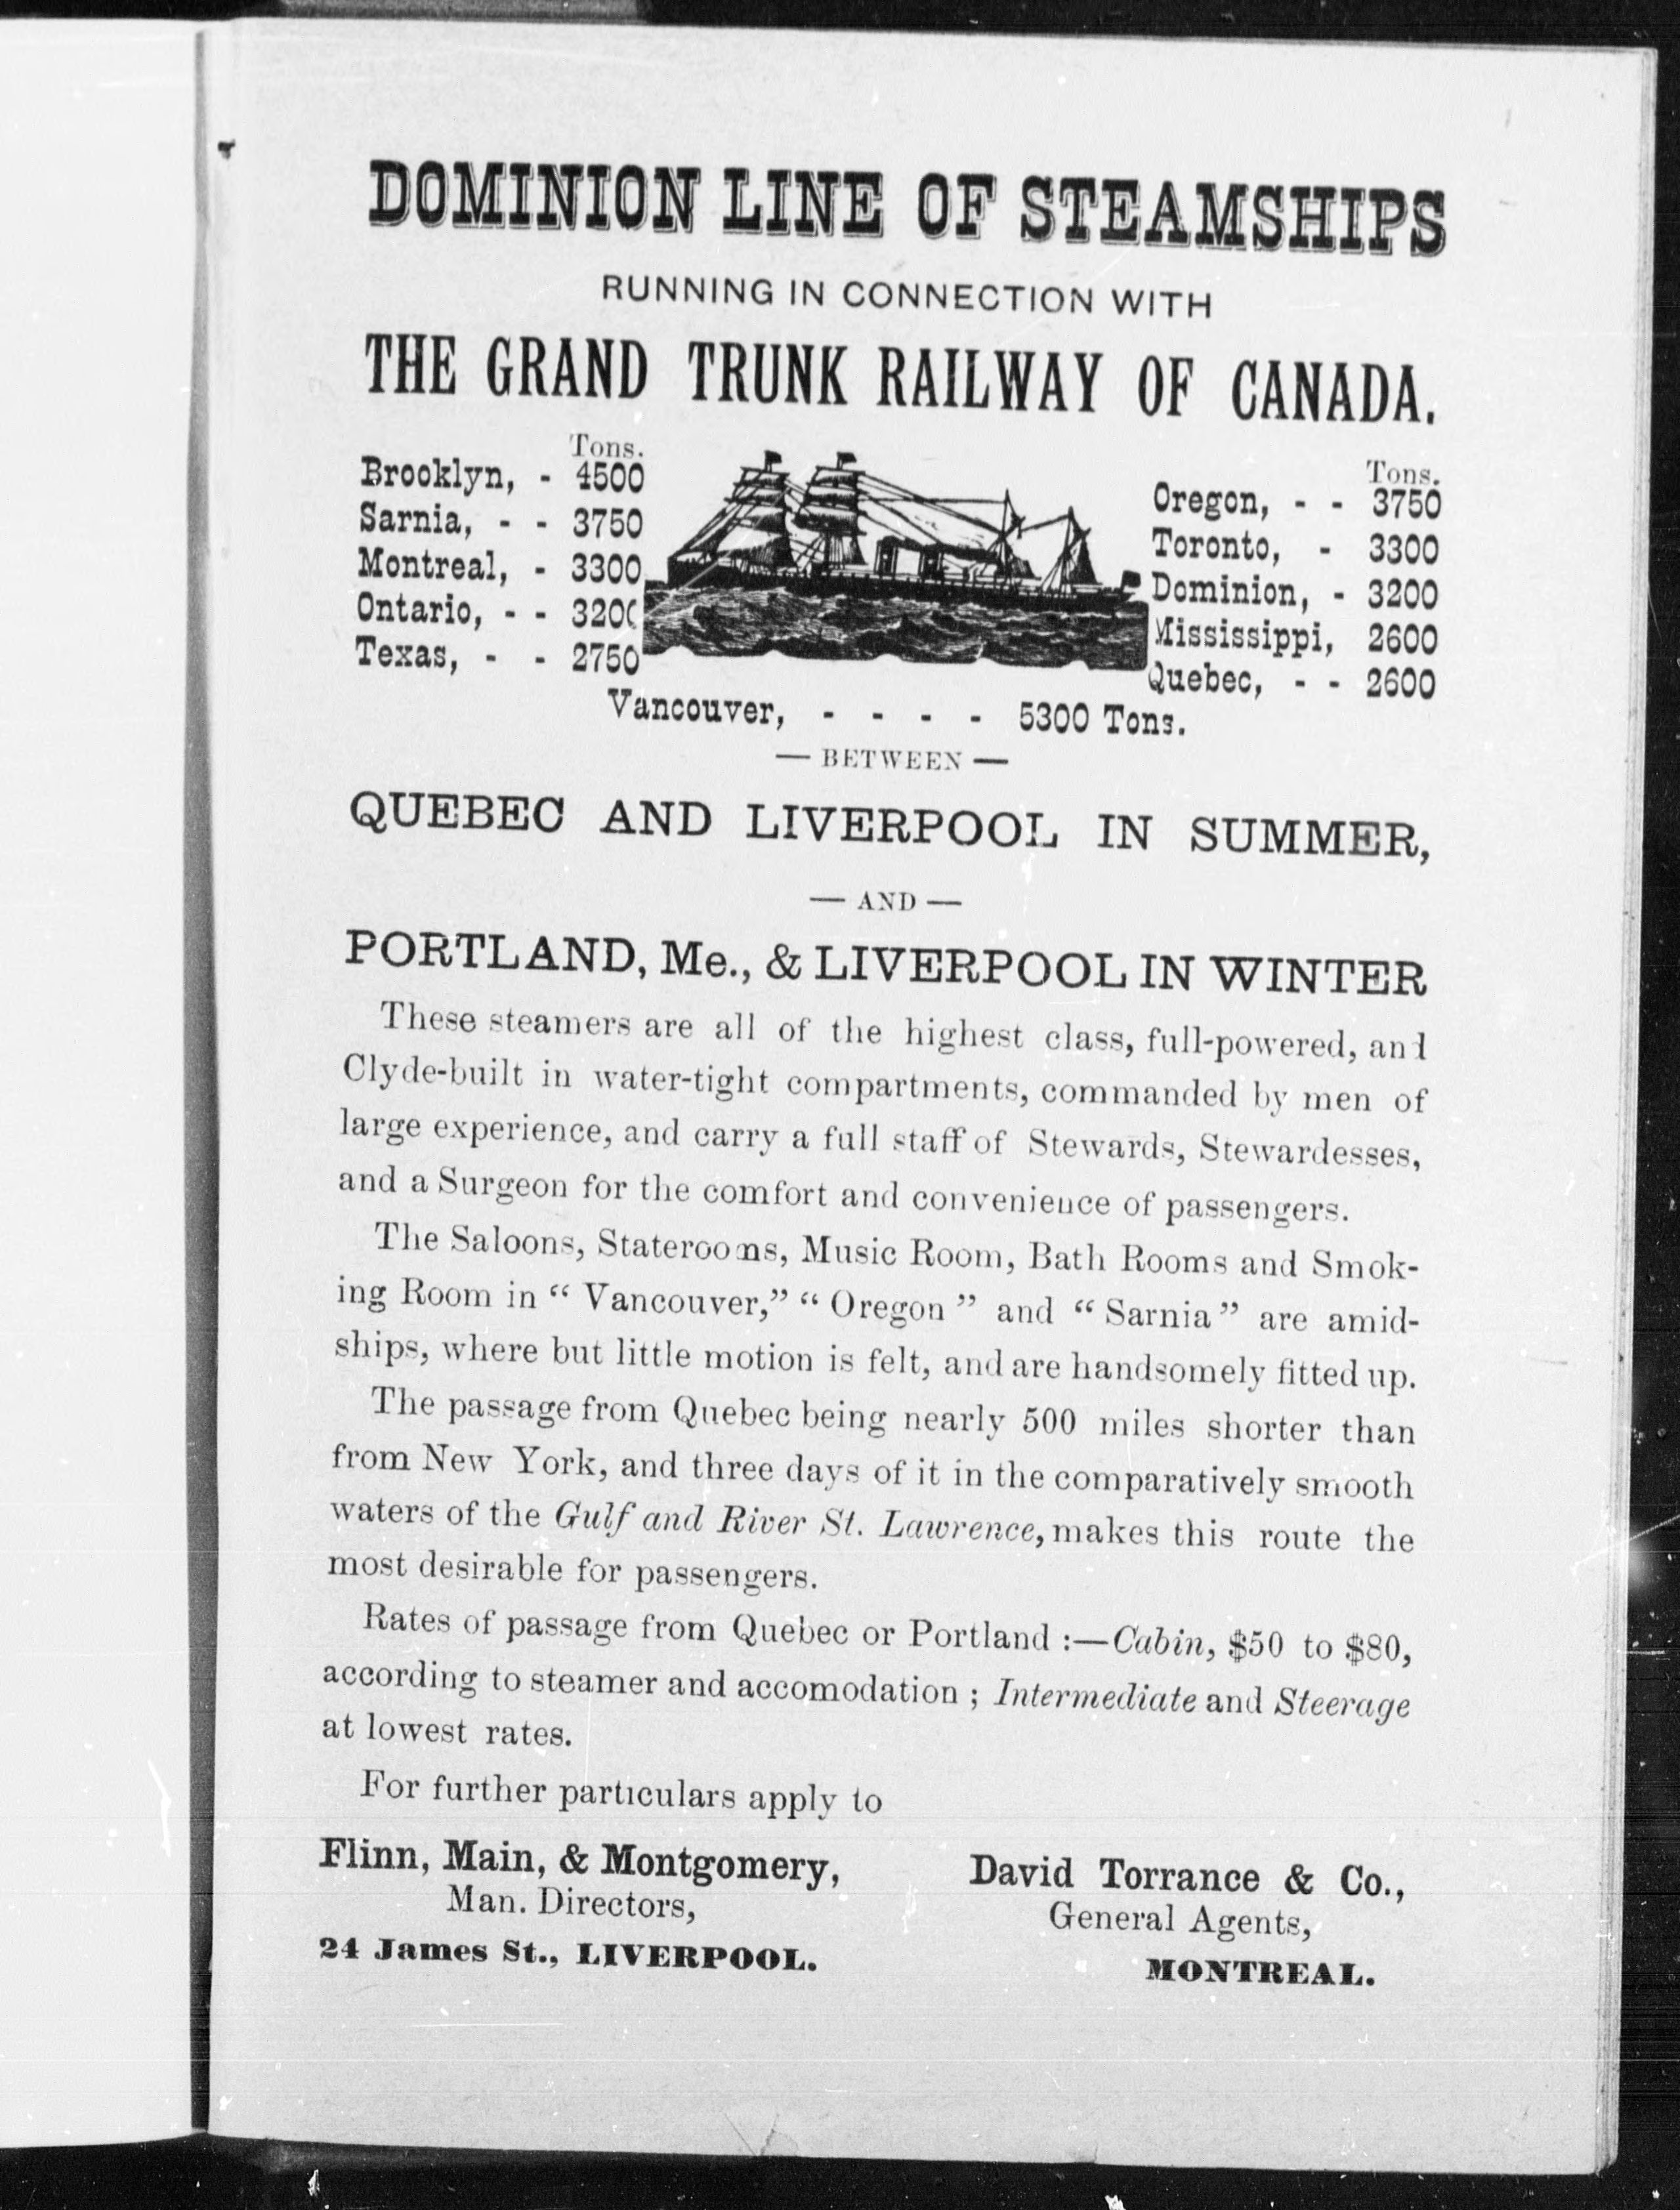 DOMINION LINE OF STEAMSHIPS
RUNNING IN CONNECTION WITH
THE GRAND TRUNK RAILWAY OF CANADA.
Tons.
Brooklyn, - 4500
Sarnia, - - 3750
Montreal, - 3300
Ontario, - - 3200
Texas, - - 2750
Tons.
Oregon, - - 3750
Toronto, - 3300
Dominion, - 3200
Mississippi, 2600
Quebec, - - 2600
Vancouver, - - - - 5300 Tons.
— BETWEEN —
QUEBEC AND LIVERPOOL IN SUMMER,
— AND —
PORTLAND, Me., & LIVERPOOL IN WINTER
These steamers are all of the highest class, full-powered, and
Clyde-built in water-tight compartments, commanded by men of
large experience, and carry a full staff of Stewards, Stewardesses,
and a Surgeon for the comfort and convenience of passengers.
The Saloons, Staterooms, Music Room, Bath Rooms and Smok-
ing Room in “ Vancouver,” “ Oregon ” and “ Sarnia ” are amid-
ships, where but little motion is felt, and are handsomely fitted up.
The passage from Quebec being nearly 500 miles shorter than
from New York, and three days of it in the comparatively smooth
waters of the Gulf and River St. Lawrence, makes this route the
most desirable for passengers.
Rates of passage from Quebec or Portland :—Cabin, $50 to $80,
according to steamer and accomodation ; Intermediate and Steerage
at lowest rates.
For further particulars apply to
Flinn, Main, & Montgomery,
Man. Directors,
24 James St., LIVERPOOL.
David Torrance & Co.,
General Agents,
MONTREAL.